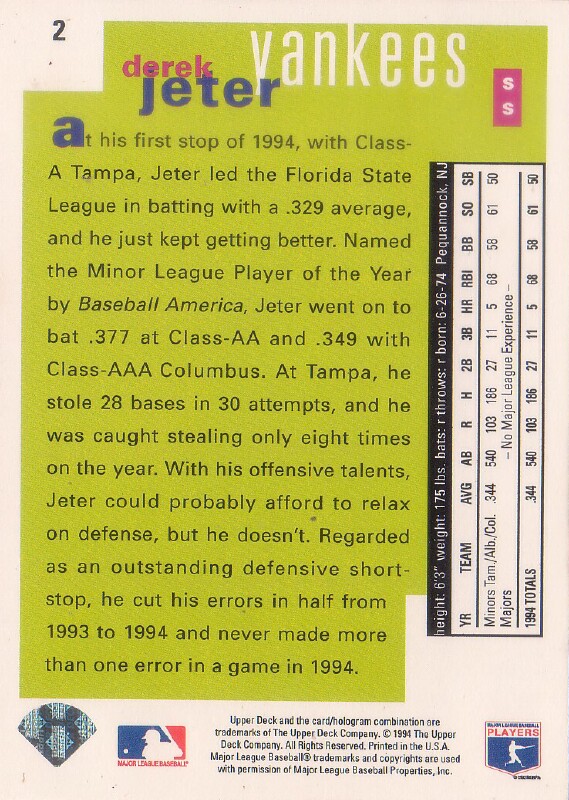 2
yankees
derek
jeter
s
s
at his first stop of 1994, with Class-
A Tampa, Jeter led the Florida State
League in batting with a .329 average,
and he just kept getting better. Named
the Minor League Player of the Year
by Baseball America, Jeter went on to
bat .377 at Class-AA and .349 with
Class-AAA Columbus. At Tampa, he
stole 28 bases in 30 attempts, and he
was caught stealing only eight times
on the year. With his offensive talents,
Jeter could probably afford to relax
on defense, but he doesn't. Regarded
as an outstanding defensive short-
stop, he cut his errors in half from
1993 to 1994 and never made more
than one error in a game in 1994.
height: 6'3" weight: 175 lbs. bats: r throws: r born: 6-26-74 Pequannock, NJ
YR TEAM AVG AB R H 2B 3B HR RBI BB SO SB
Minors Tam./Alb./Col. .344 540 103 186 27 11 5 68 58 61 50
Majors – No Major League Experience –
1994 TOTALS .344 540 103 186 27 11 5 68 58 61 50
Upper Deck and the card/hologram combination are
trademarks of The Upper Deck Company. © 1994 The Upper
Deck Company. All Rights Reserved. Printed in the U.S.A.
Major League Baseball® trademarks and copyrights are used
with permission of Major League Baseball Properties, Inc.
MAJOR LEAGUE BASEBALL®
MAJOR LEAGUE BASEBALL
PLAYERS